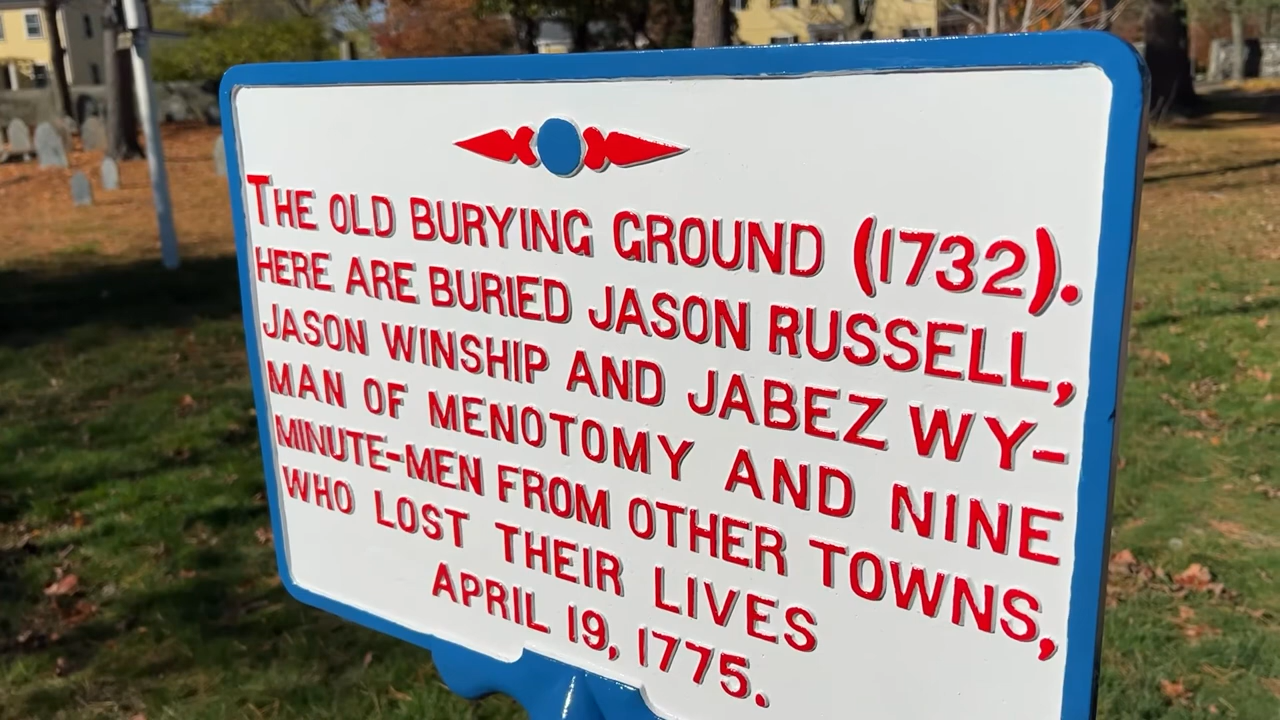 THE OLD BURYING GROUND (1732).
HERE ARE BURIED JASON RUSSELL,
JASON WINSHIP AND JABEZ WY-
MAN OF MENOTOMY AND NINE
MINUTE-MEN FROM OTHER TOWNS,
WHO LOST THEIR LIVES
APRIL 19, 1775.